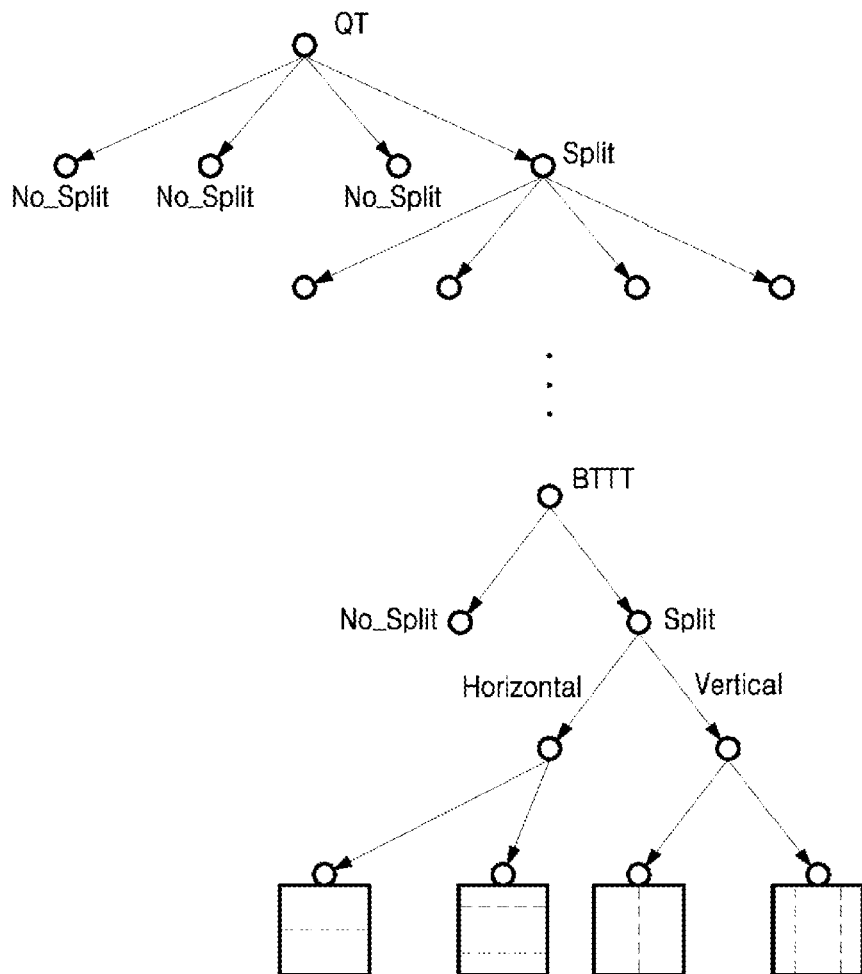 QT
Split
No_Split No_Split No_Split
BTTT
No_Split Split
Horizontal Vertical